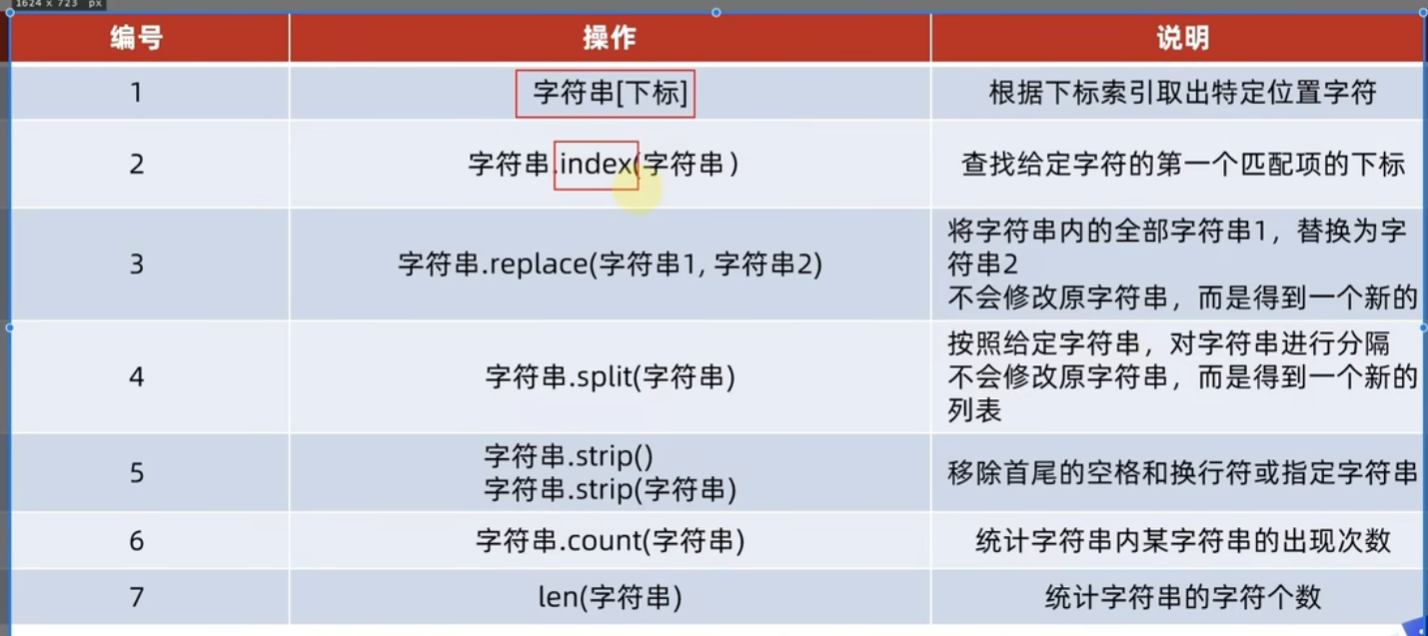 1624 x 723 px
编号
操作
说明
1
字符串[下标]
根据下标索引取出特定位置字符
2
字符串.index(字符串)
查找给定字符的第一个匹配项的下标
3
字符串.replace(字符串1, 字符串2)
将字符串内的全部字符串1，替换为字
符串2
不会修改原字符串，而是得到一个新的
4
字符串.split(字符串)
按照给定字符串，对字符串进行分隔
不会修改原字符串，而是得到一个新的
列表
5
字符串.strip()
字符串.strip(字符串)
移除首尾的空格和换行符或指定字符串
6
字符串.count(字符串)
统计字符串内某字符串的出现次数
7
len(字符串)
统计字符串的字符个数